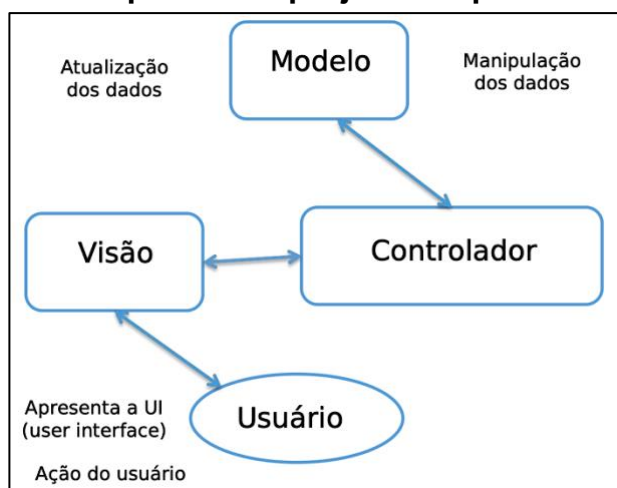 Atualização
dos dados
Modelo
Manipulação
dos dados
Visão
Controlador
Apresenta a UI
(user interface)
Usuário
Ação do usuário